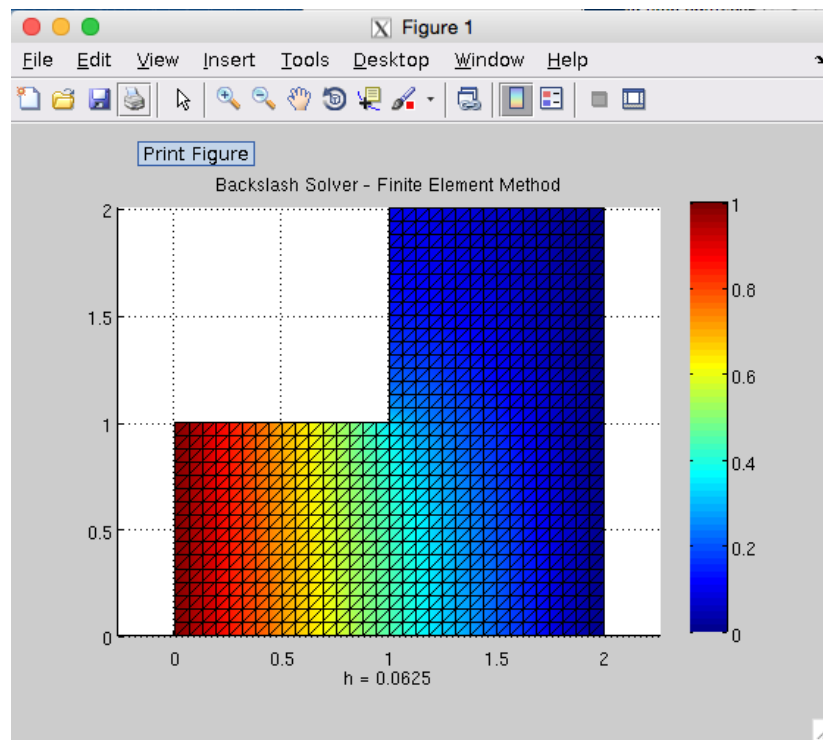 Figure 1
File Edit View Insert Tools Desktop Window Help
Print Figure
Backslash Solver - Finite Element Method
2
1.5
1
0.5
0
0 0.5 1 1.5 2
h = 0.0625
1
0.8
0.6
0.4
0.2
0